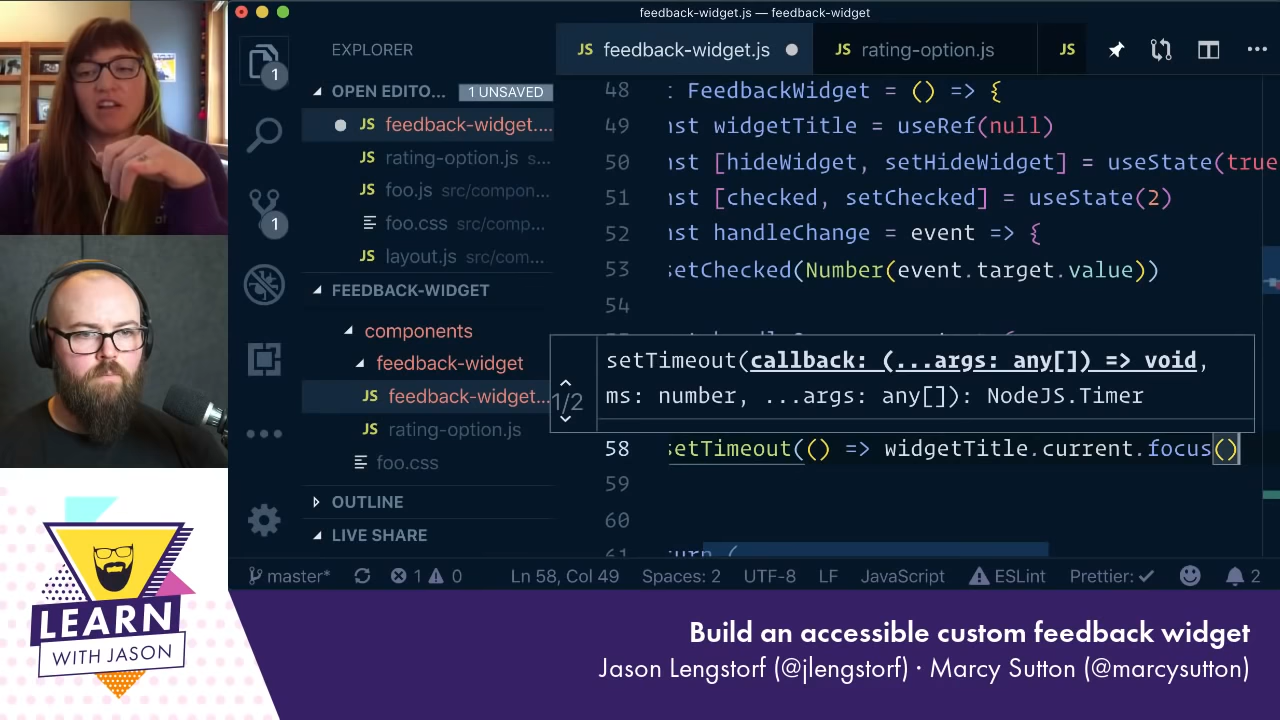 feedback-widget.js — feedback-widget
EXPLORER
JS feedback-widget.js
JS rating-option.js
JS
1
OPEN EDITO... 1 UNSAVED
JS feedback-widget....
JS rating-option.js s...
JS foo.js src/compon...
foo.css src/comp...
JS layout.js src/com...
1
FEEDBACK-WIDGET
components
feedback-widget
JS feedback-widget...
JS rating-option.js
foo.css
OUTLINE
LIVE SHARE
48 : FeedbackWidget = () => {
49 nst widgetTitle = useRef(null)
50 nst [hideWidget, setHideWidget] = useState(true
51 nst [checked, setChecked] = useState(2)
52 nst handleChange = event => {
53 setChecked(Number(event.target.value))
54
1/2
setTimeout(callback: (...args: any[]) => void,
ms: number, ...args: any[]): NodeJS.Timer
58 setTimeout(() => widgetTitle.current.focus()
59
60
61 urn (
master* 1 0 Ln 58, Col 49 Spaces: 2 UTF-8 LF JavaScript ESLint Prettier: 2
LEARN
WITH JASON
Build an accessible custom feedback widget
Jason Lengstorf (@jlengstorf) · Marcy Sutton (@marcysutton)